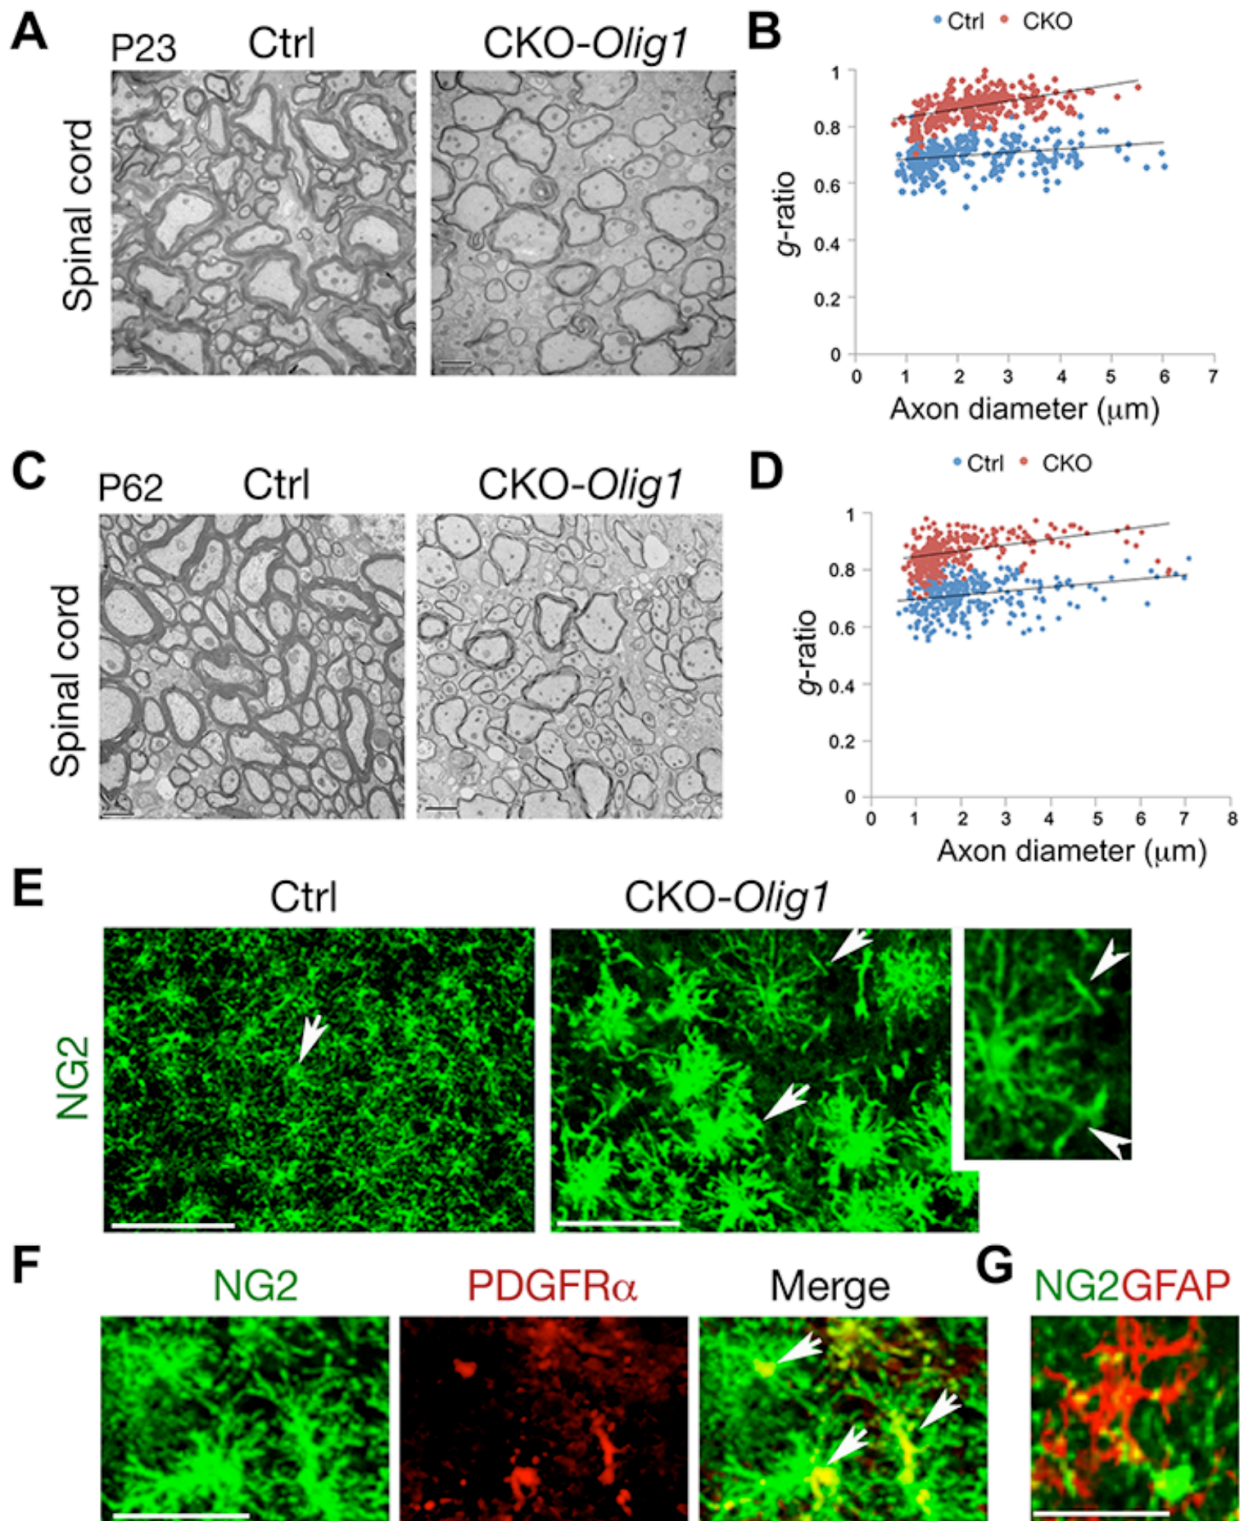 A
P23
Ctrl
CKO-Olig1
Spinal cord
B
Ctrl
CKO
1
0.8
0.6
0.4
0.2
0
g-ratio
0 1 2 3 4 5 6 7
Axon diameter (μm)
C
P62
Ctrl
CKO-Olig1
Spinal cord
D
Ctrl
CKO
1
0.8
0.6
0.4
0.2
0
g-ratio
0 1 2 3 4 5 6 7 8
Axon diameter (μm)
E
Ctrl
CKO-Olig1
NG2
F
NG2
PDGFRα
Merge
G
NG2GFAP